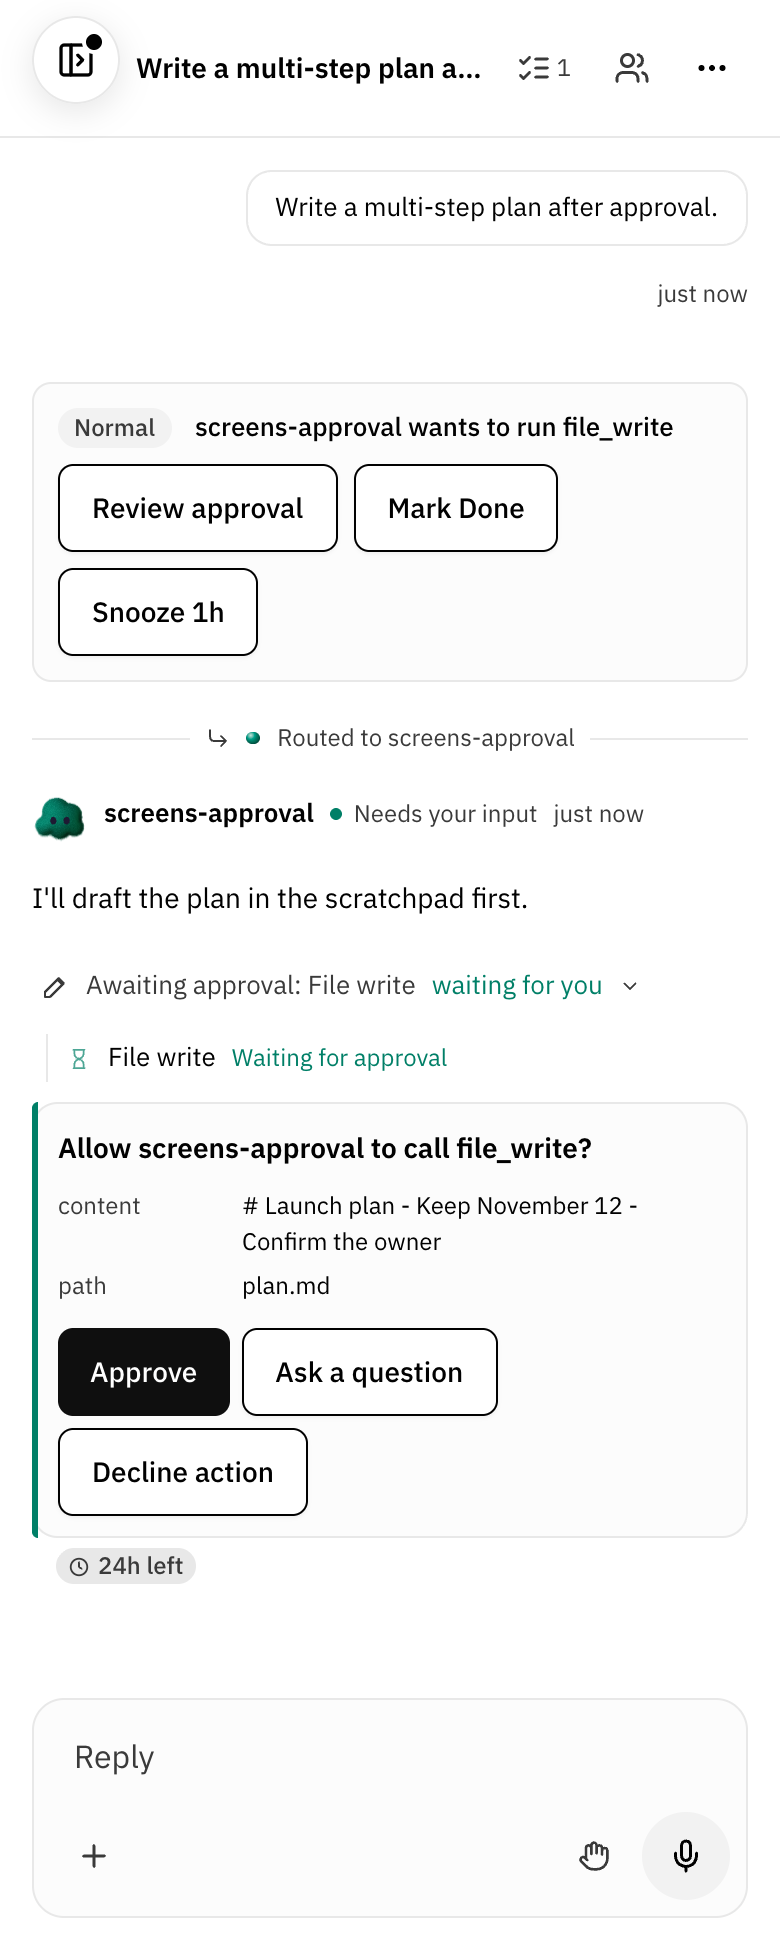 Write a multi-step plan a...
1
Write a multi-step plan after approval.
just now
Normal screens-approval wants to run file_write
Review approval
Mark Done
Snooze 1h
Routed to screens-approval
screens-approval Needs your input just now
I'll draft the plan in the scratchpad first.
Awaiting approval: File write waiting for you
File write Waiting for approval
Allow screens-approval to call file_write?
content # Launch plan - Keep November 12 -
Confirm the owner
path plan.md
Approve
Ask a question
Decline action
24h left
Reply